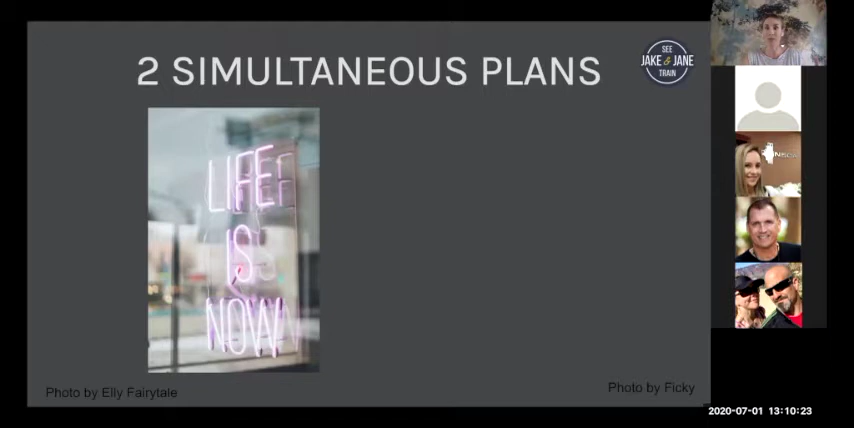 2 SIMULTANEOUS PLANS
SEE
JAKE & JANE
TRAIN
LIFE
IS
NOW
Photo by Elly Fairytale
Photo by Ficky
2020-07-01 13:10:23